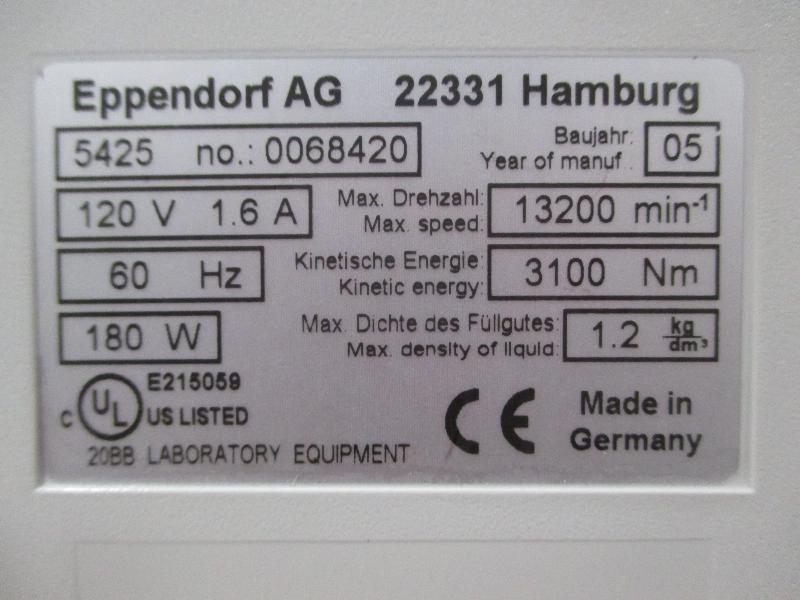 Eppendorf AG 22331 Hamburg
5425 no.: 0068420
Baujahr:
Year of manuf.:
05
120 V 1.6 A
Max. Drehzahl:
Max. speed:
13200 min⁻¹
60 Hz
Kinetische Energie:
Kinetic energy:
3100 Nm
180 W
Max. Dichte des Füllgutes:
Max. density of liquid:
1.2 kg/dm³
E215059
c UL US LISTED
20BB LABORATORY EQUIPMENT
CE
Made in
Germany